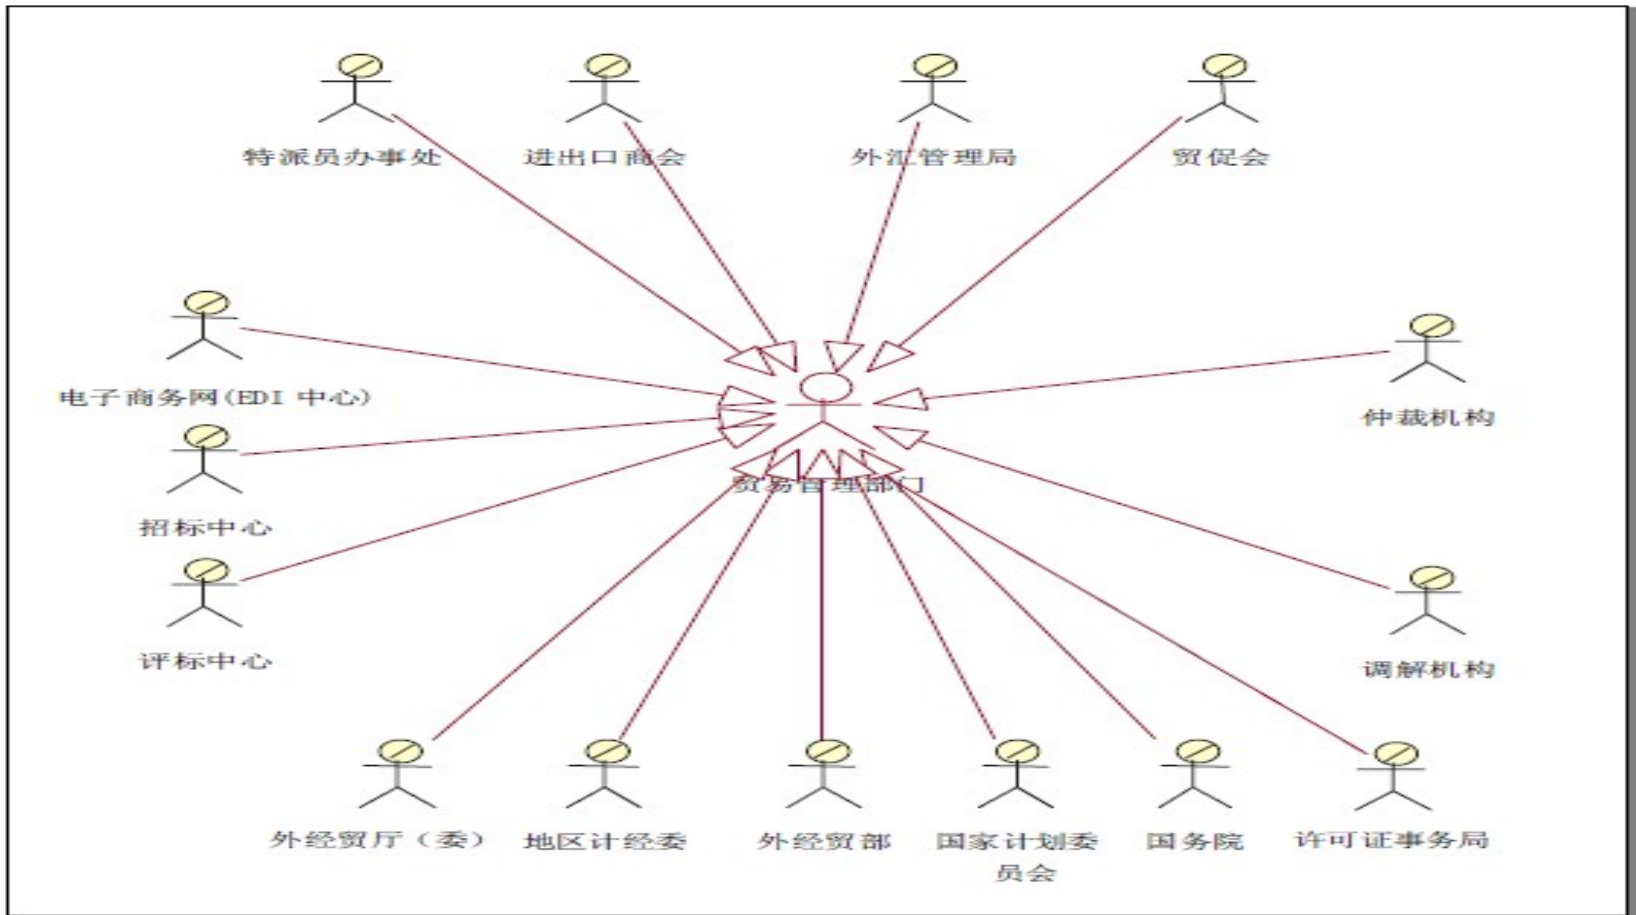 特派员办事处
进出口商会
外汇管理局
贸促会
电子商务网(EDI 中心)
仲裁机构
贸易管理部门
招标中心
评标中心
调解机构
外经贸厅（委）
地区计经委
外经贸部
国家计划委
员会
国务院
许可证事务局